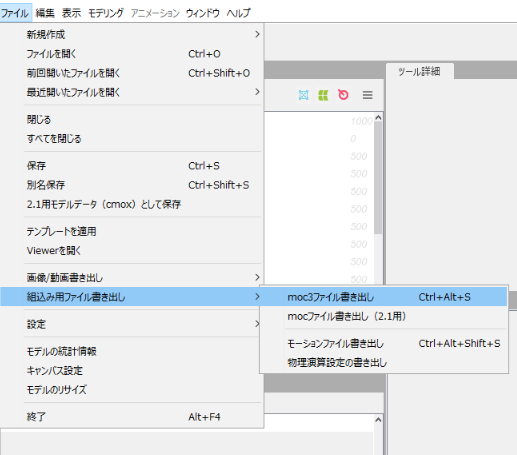 ファイル 編集 表示 モデリング アニメーション ウィンドウ ヘルプ
新規作成
ファイルを開く Ctrl+O
前回開いたファイルを開く Ctrl+Shift+O
最近開いたファイルを開く
閉じる
すべてを閉じる
保存 Ctrl+S
別名保存 Ctrl+Shift+S
2.1用モデルデータ（cmox）として保存
テンプレートを適用
Viewerを開く
画像/動画書き出し
組込み用ファイル書き出し
設定
モデルの統計情報
キャンバス設定
モデルのリサイズ
終了 Alt+F4
ツール詳細
1000
0
500
500
500
500
500
500
500
500
moc3ファイル書き出し Ctrl+Alt+S
mocファイル書き出し（2.1用）
モーションファイル書き出し Ctrl+Alt+Shift+S
物理演算設定の書き出し